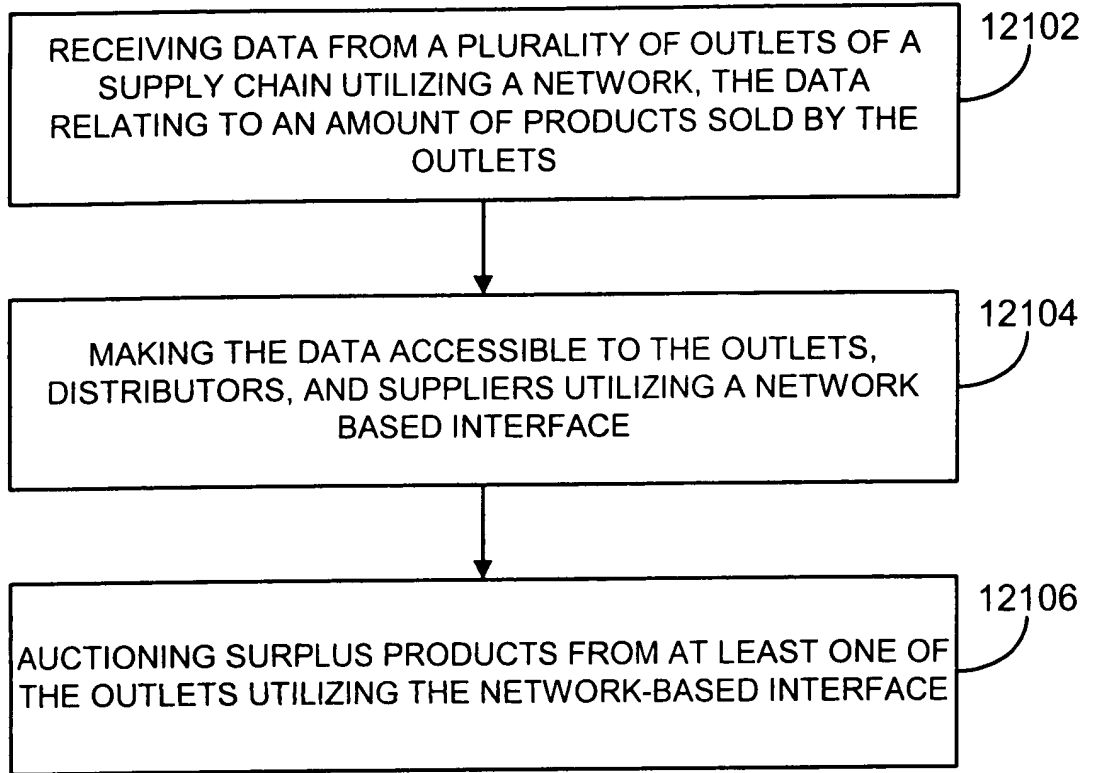 RECEIVING DATA FROM A PLURALITY OF OUTLETS OF A
SUPPLY CHAIN UTILIZING A NETWORK, THE DATA
RELATING TO AN AMOUNT OF PRODUCTS SOLD BY THE
OUTLETS
12102
MAKING THE DATA ACCESSIBLE TO THE OUTLETS,
DISTRIBUTORS, AND SUPPLIERS UTILIZING A NETWORK
BASED INTERFACE
12104
AUCTIONING SURPLUS PRODUCTS FROM AT LEAST ONE OF
THE OUTLETS UTILIZING THE NETWORK-BASED INTERFACE
12106